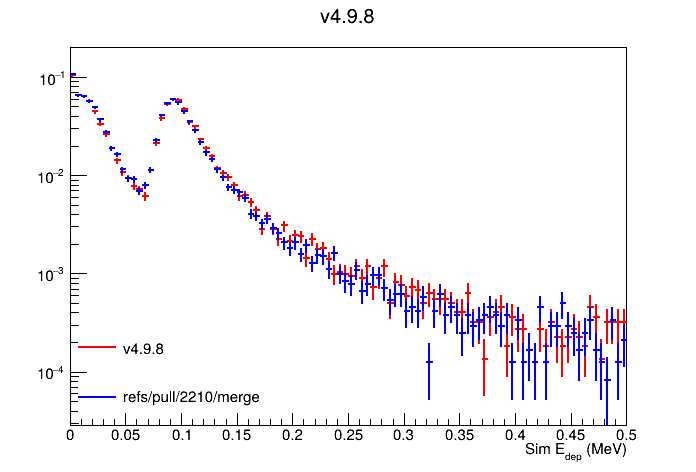 v4.9.8
10⁻¹
10⁻²
10⁻³
10⁻⁴
v4.9.8
refs/pull/2210/merge
0 0.05 0.1 0.15 0.2 0.25 0.3 0.35 0.4 0.45 0.5
Sim E_dep (MeV)